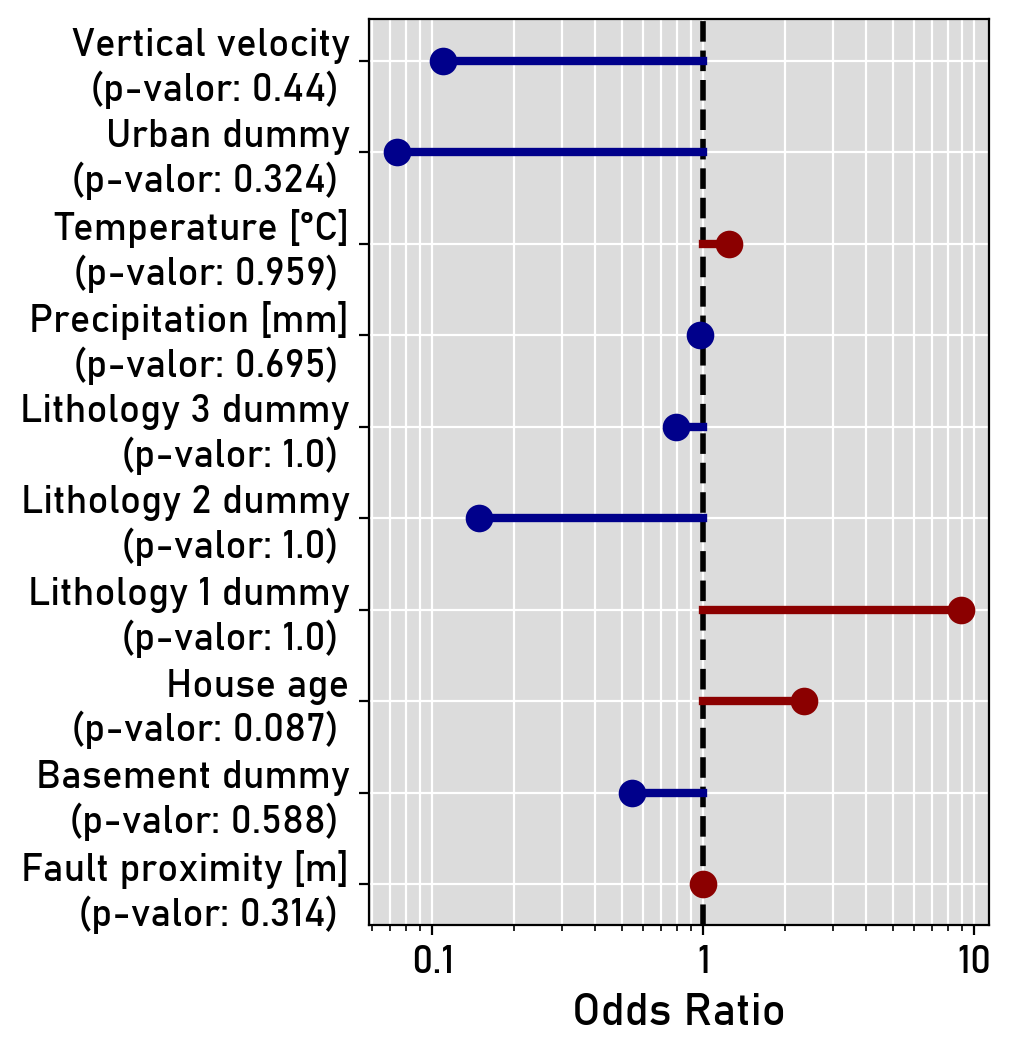 Vertical velocity
(p-valor: 0.44)
Urban dummy
(p-valor: 0.324)
Temperature [°C]
(p-valor: 0.959)
Precipitation [mm]
(p-valor: 0.695)
Lithology 3 dummy
(p-valor: 1.0)
Lithology 2 dummy
(p-valor: 1.0)
Lithology 1 dummy
(p-valor: 1.0)
House age
(p-valor: 0.087)
Basement dummy
(p-valor: 0.588)
Fault proximity [m]
(p-valor: 0.314)
0.1 1 10
Odds Ratio